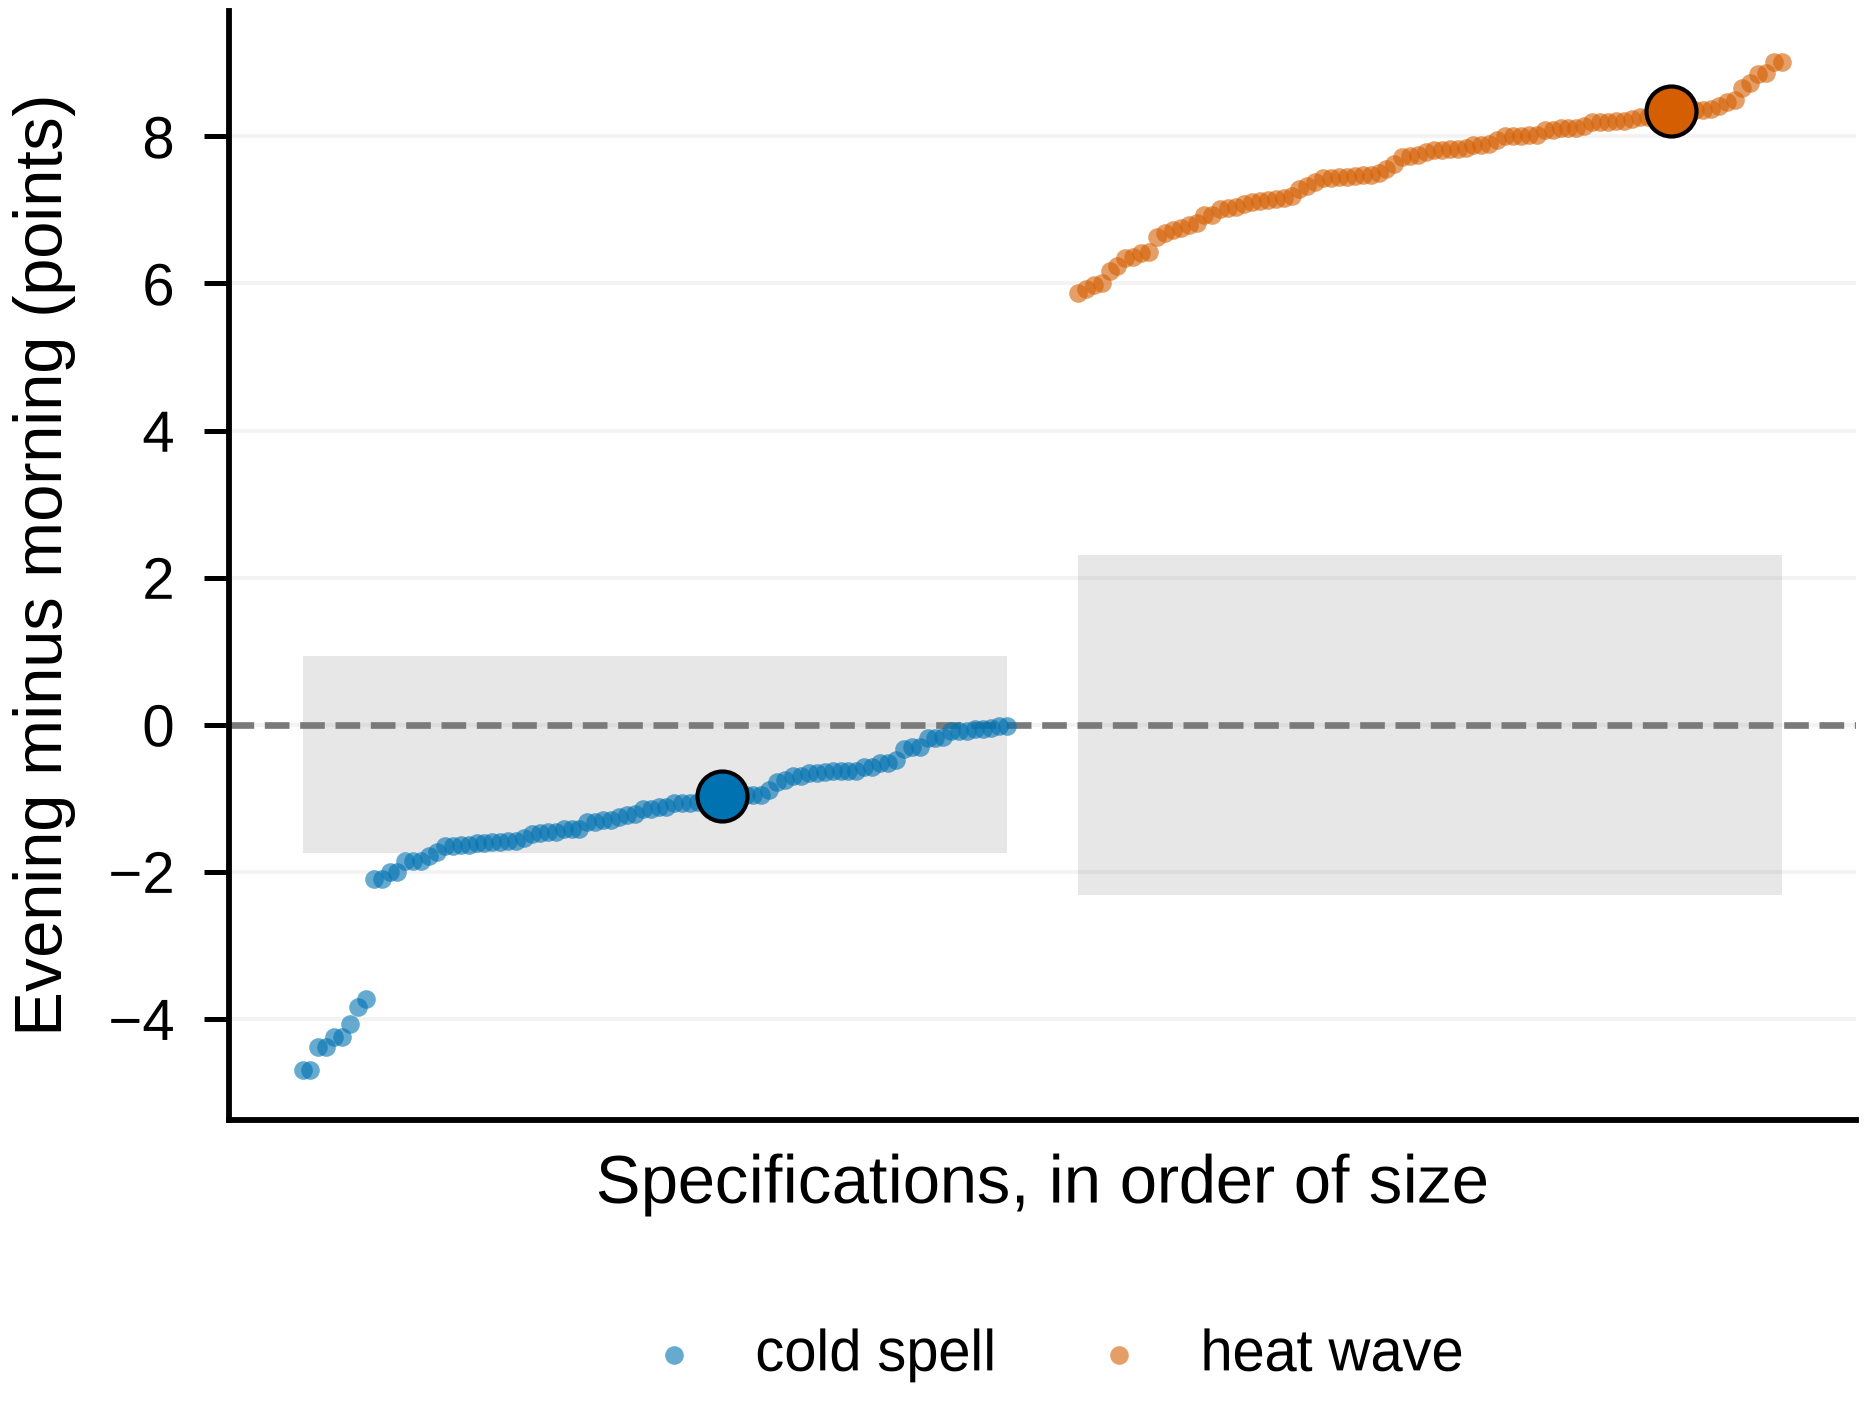 Evening minus morning (points)
8
6
4
2
0
−2
−4
Specifications, in order of size
cold spell
heat wave